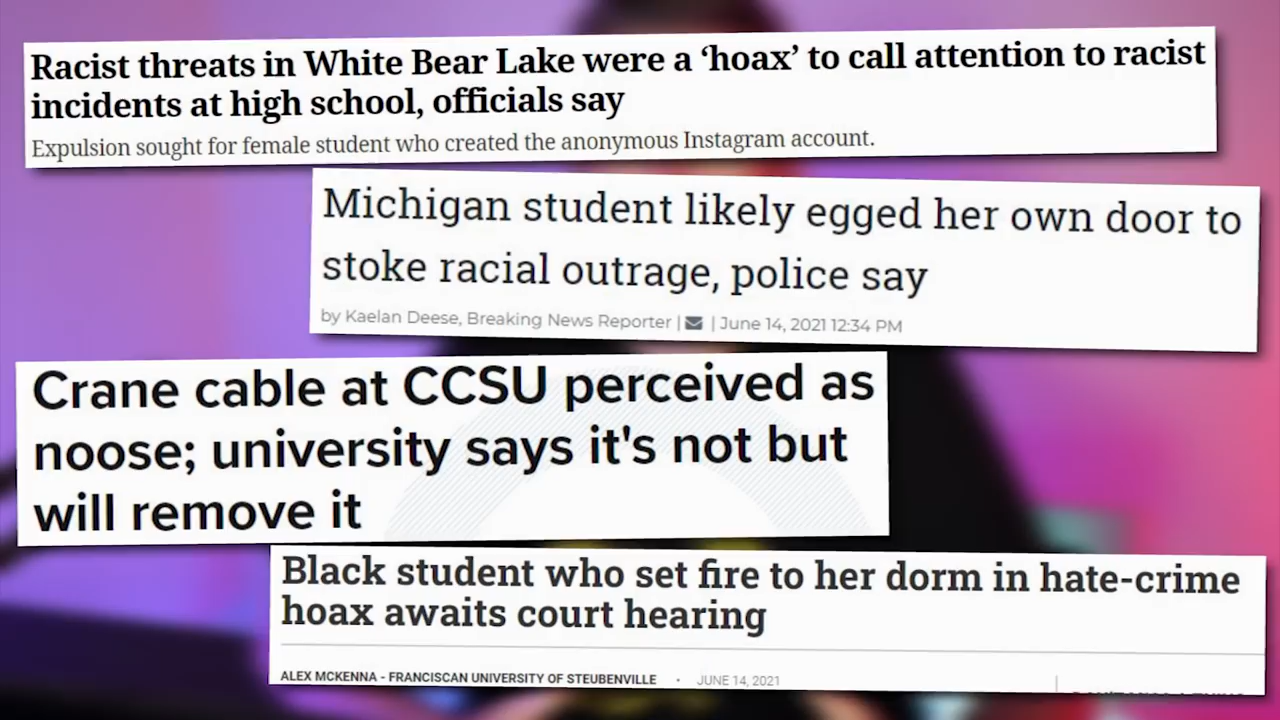 Racist threats in White Bear Lake were a ‘hoax’ to call attention to racist
incidents at high school, officials say
Expulsion sought for female student who created the anonymous Instagram account.
Michigan student likely egged her own door to
stoke racial outrage, police say
by Kaelan Deese, Breaking News Reporter | | June 14, 2021 12:34 PM
Crane cable at CCSU perceived as
noose; university says it's not but
will remove it
Black student who set fire to her dorm in hate-crime
hoax awaits court hearing
ALEX MCKENNA - FRANCISCAN UNIVERSITY OF STEUBENVILLE • JUNE 14, 2021